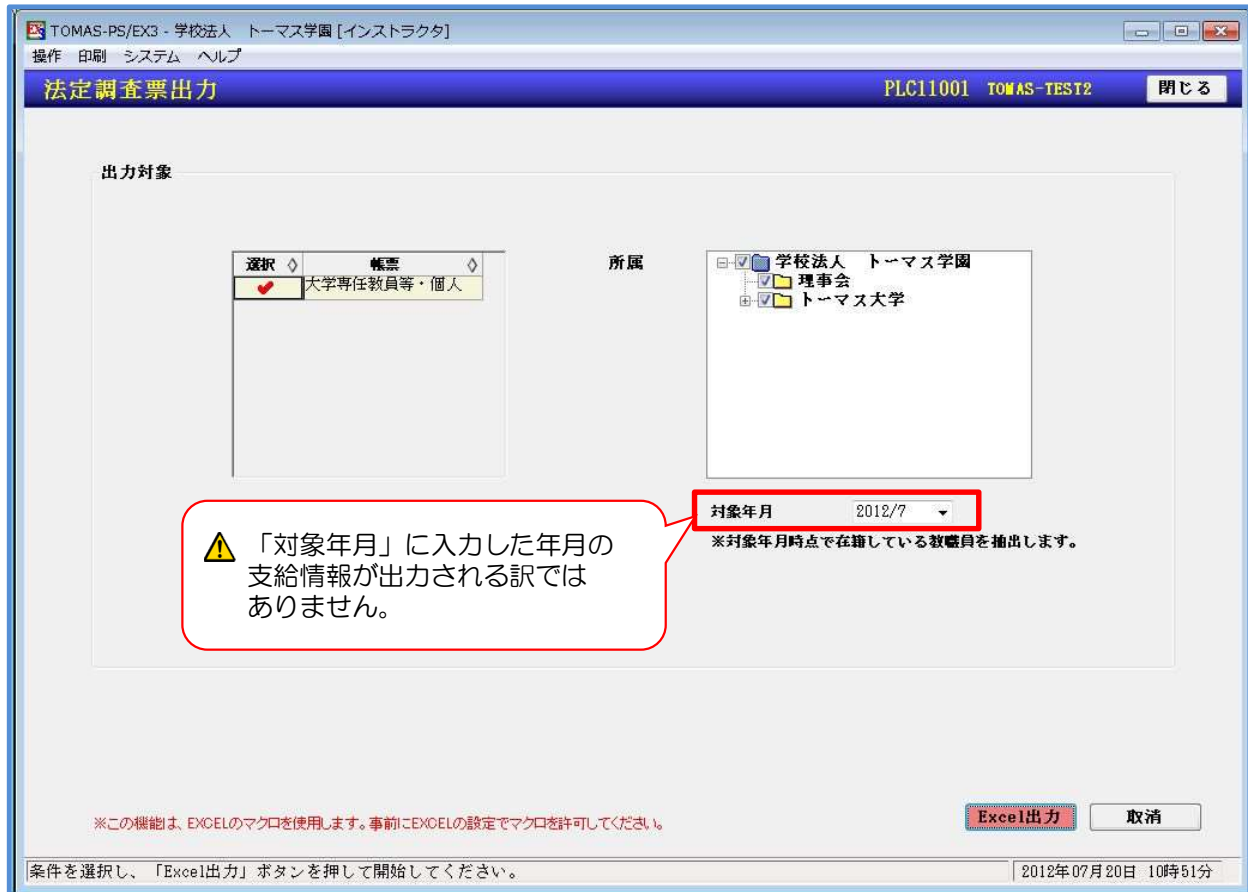 TOMAS-PS/EX3 - 学校法人　トーマス学園 [インストラクタ]
操作 印刷 システム ヘルプ
法定調査票出力 PLC11001 TOMAS-TEST2 閉じる
出力対象
選択 帳票
大学専任教員等・個人
所属
学校法人　トーマス学園
理事会
トーマス大学
対象年月 2012/7
※対象年月時点で在籍している教職員を抽出します。
「対象年月」に入力した年月の
支給情報が出力される訳では
ありません。
※この機能は、EXCELのマクロを使用します。事前にEXCELの設定でマクロを許可してください。
Excel出力 取消
条件を選択し、「Excel出力」ボタンを押して開始してください。 2012年07月20日 10時51分